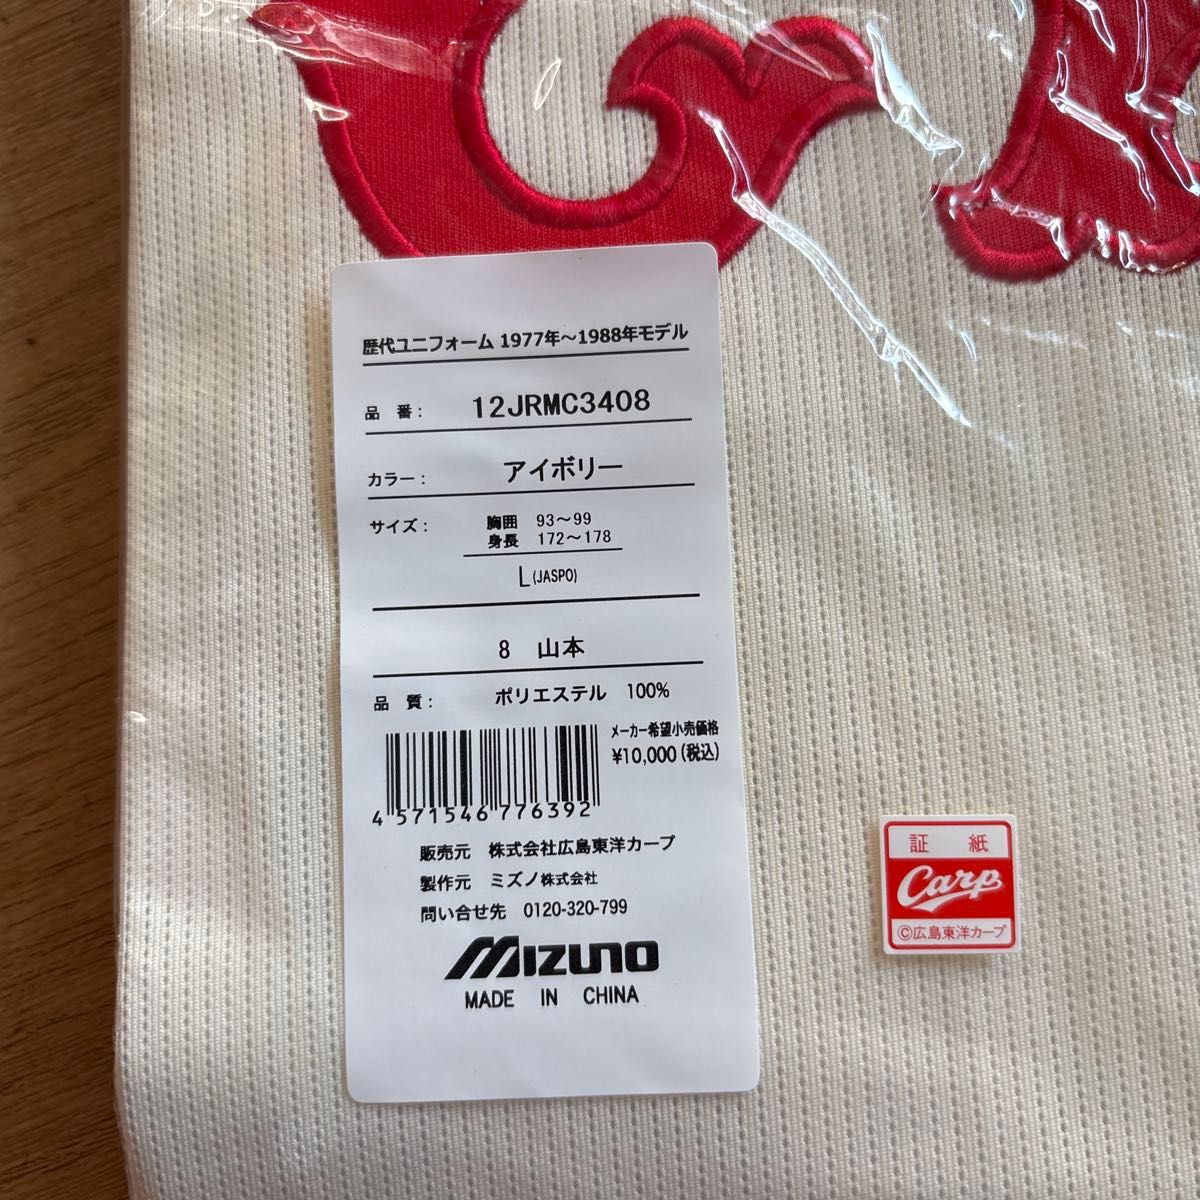 歴代ユニフォーム 1977年～1988年モデル
品 番： 12JRMC3408
カラー： アイボリー
サイズ： 胸囲 93～99
身長 172～178
L(JASPO)
8 山本
品 質： ポリエステル 100%
メーカー希望小売価格
¥10,000(税込)
4 571546 776392
販売元 株式会社広島東洋カープ
製作元 ミズノ株式会社
問い合せ先 0120-320-799
MIZUNO
MADE IN CHINA
証 紙
Carp
©広島東洋カープ